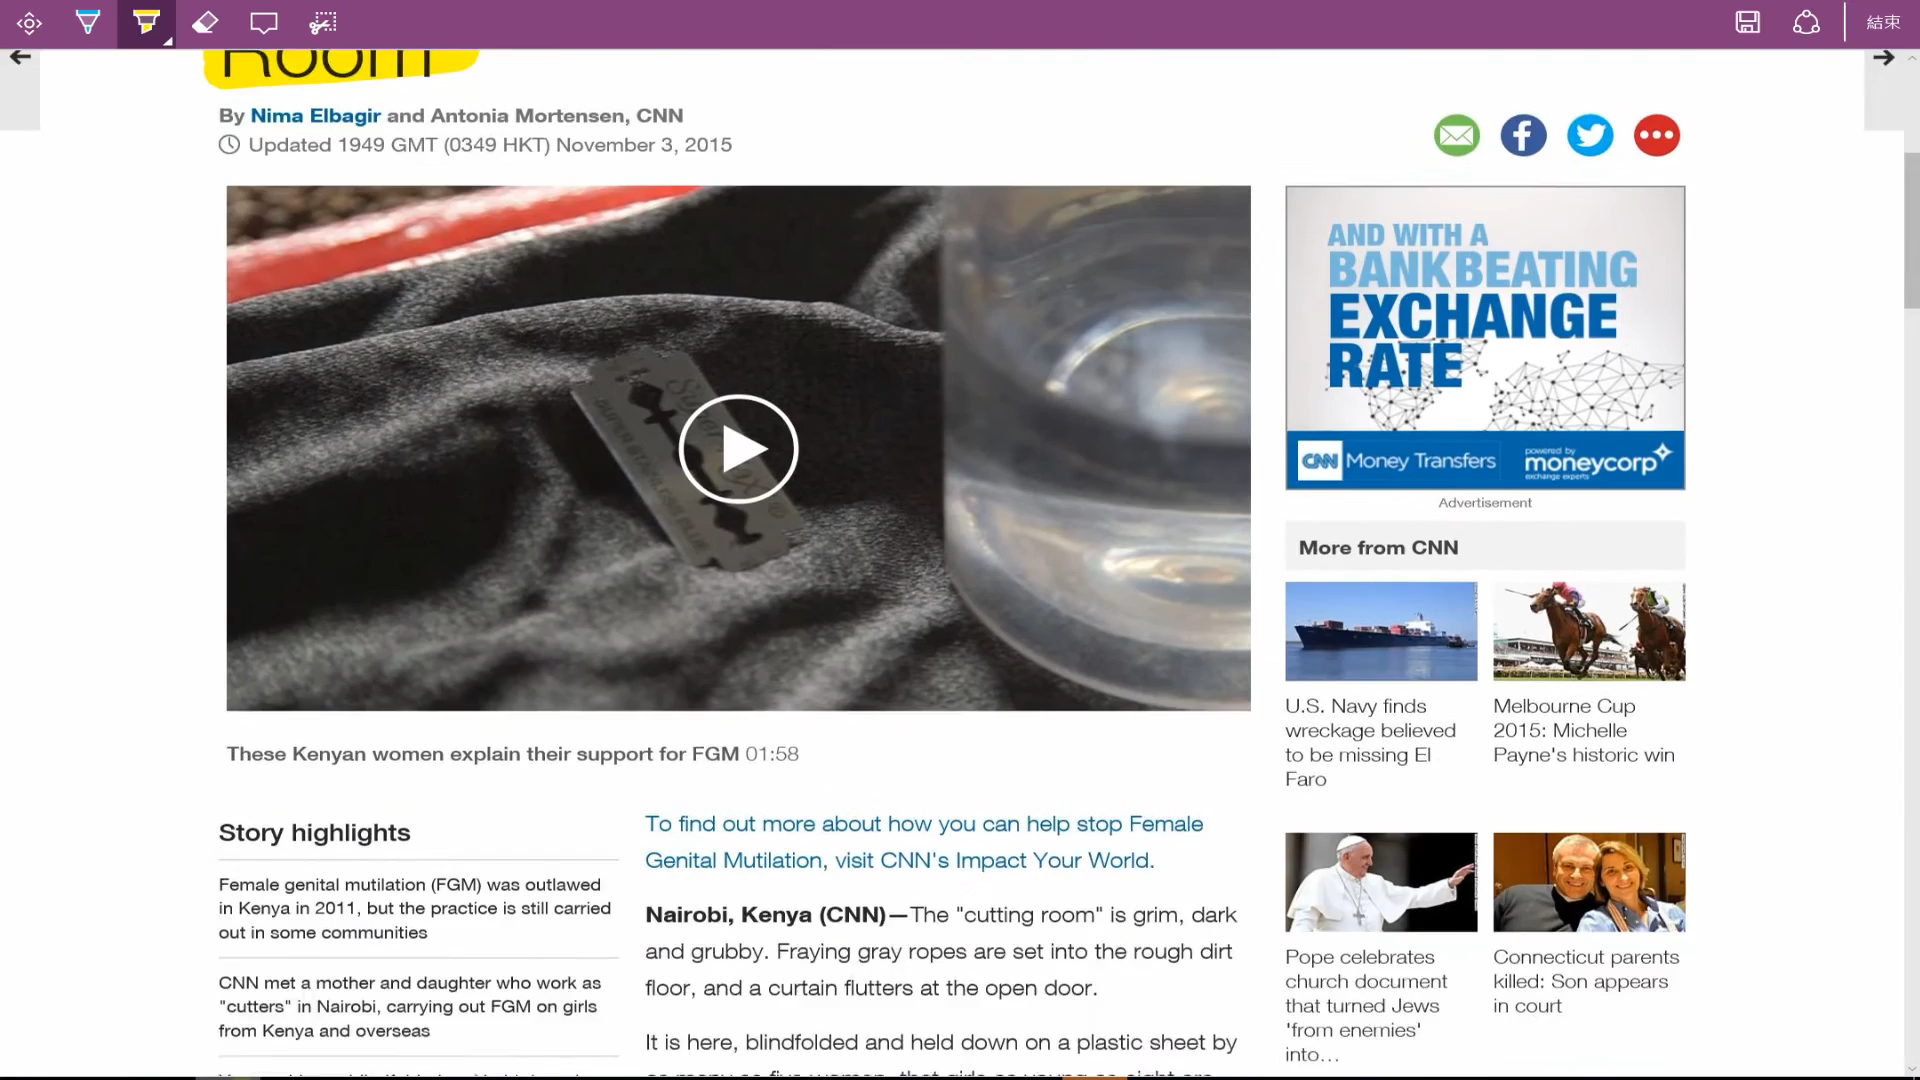 結束
Room
By Nima Elbagir and Antonia Mortensen, CNN
Updated 1949 GMT (0349 HKT) November 3, 2015
AND WITH A
BANK BEATING
EXCHANGE
RATE
CNN Money Transfers
powered by
moneycorp
exchange experts
Advertisement
These Kenyan women explain their support for FGM 01:58
More from CNN
U.S. Navy finds
wreckage believed
to be missing El
Faro
Melbourne Cup
2015: Michelle
Payne's historic win
Pope celebrates
church document
that turned Jews
'from enemies'
into...
Connecticut parents
killed: Son appears
in court
Story highlights
Female genital mutilation (FGM) was outlawed
in Kenya in 2011, but the practice is still carried
out in some communities
CNN met a mother and daughter who work as
"cutters" in Nairobi, carrying out FGM on girls
from Kenya and overseas
To find out more about how you can help stop Female
Genital Mutilation, visit CNN's Impact Your World.
Nairobi, Kenya (CNN)—The "cutting room" is grim, dark
and grubby. Fraying gray ropes are set into the rough dirt
floor, and a curtain flutters at the open door.
It is here, blindfolded and held down on a plastic sheet by